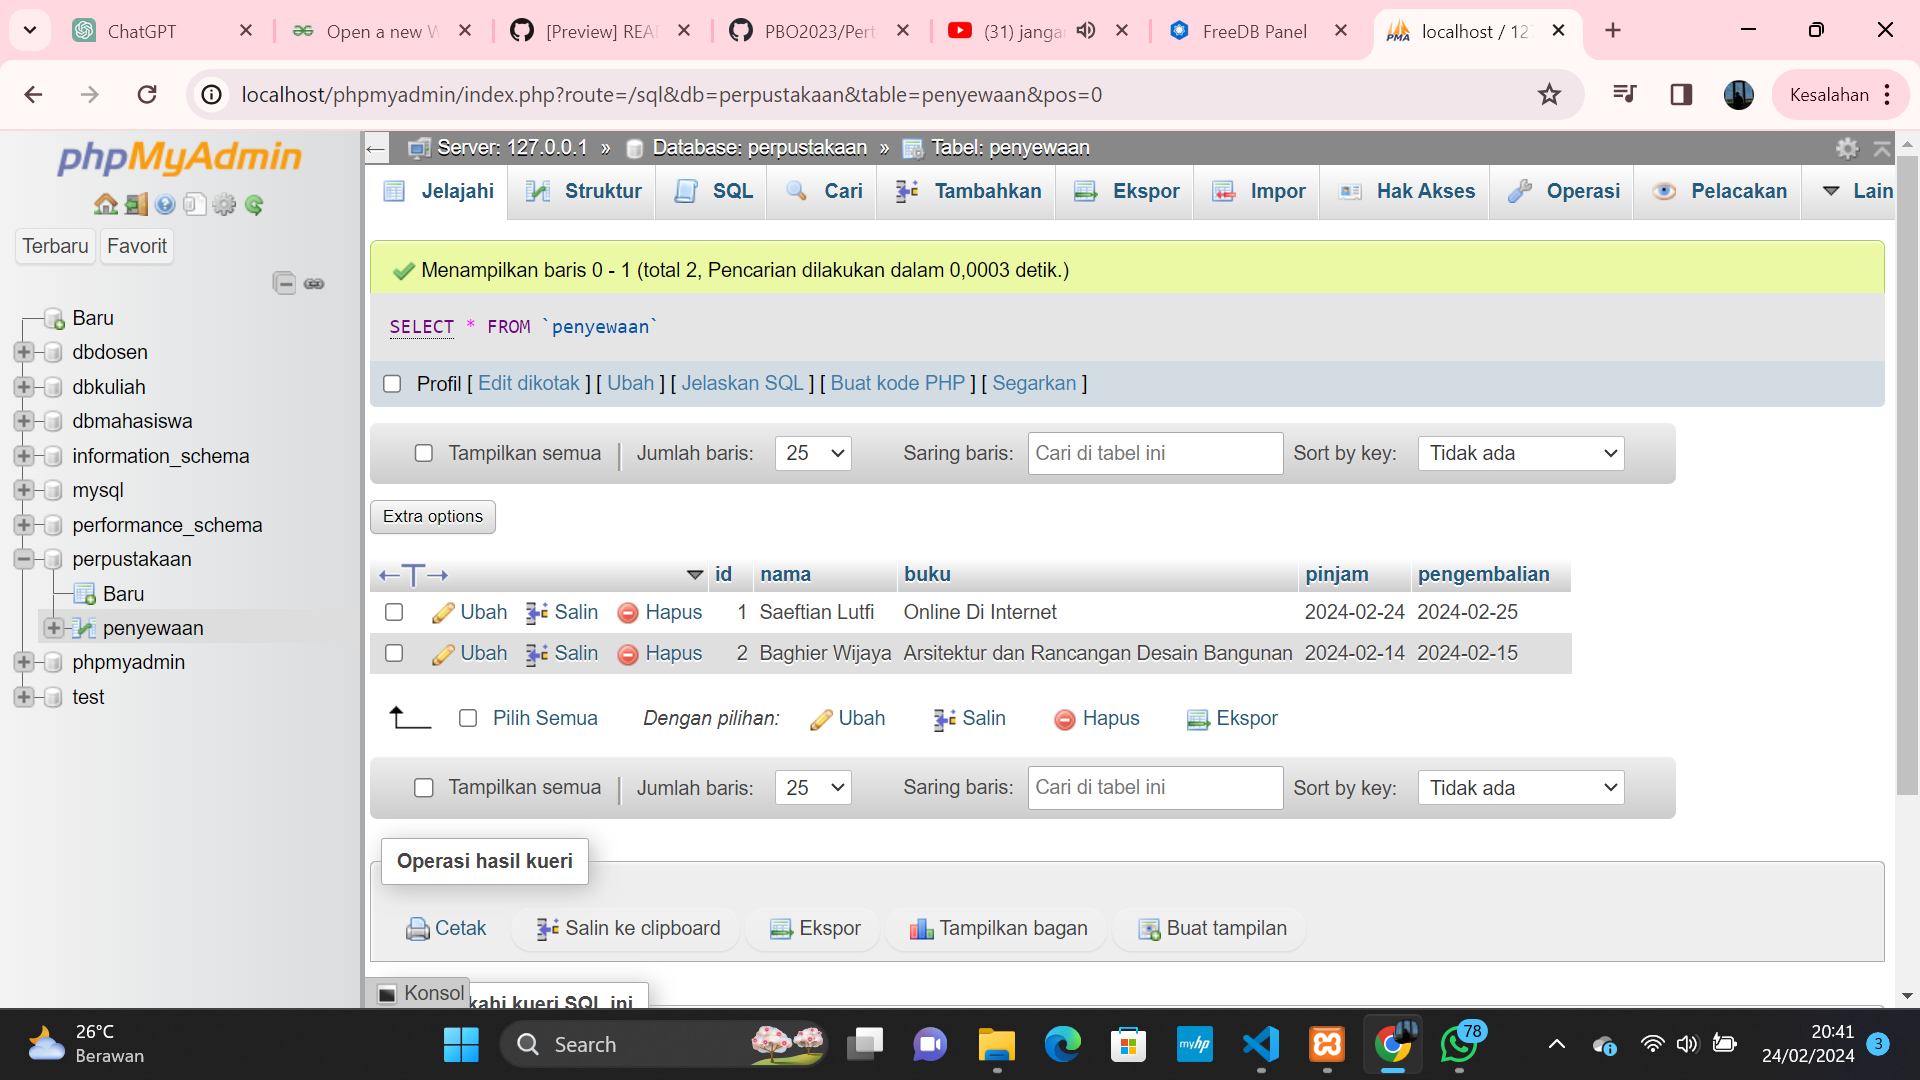 ChatGPT
Open a new W
[Preview] REA
PBO2023/Pert
(31) janga
FreeDB Panel
localhost / 12
localhost/phpmyadmin/index.php?route=/sql&db=perpustakaan&table=penyewaan&pos=0
Kesalahan
phpMyAdmin
Terbaru Favorit
Baru
dbdosen
dbkuliah
dbmahasiswa
information_schema
mysql
performance_schema
perpustakaan
Baru
penyewaan
phpmyadmin
test
Server: 127.0.0.1 » Database: perpustakaan » Tabel: penyewaan
Jelajahi Struktur SQL Cari Tambahkan Ekspor Impor Hak Akses Operasi Pelacakan Lain
Menampilkan baris 0 - 1 (total 2, Pencarian dilakukan dalam 0,0003 detik.)
SELECT * FROM `penyewaan`
Profil [ Edit dikotak ] [ Ubah ] [ Jelaskan SQL ] [ Buat kode PHP ] [ Segarkan ]
Tampilkan semua | Jumlah baris: 25 Saring baris: Cari di tabel ini Sort by key: Tidak ada
Extra options
←T→ id nama buku pinjam pengembalian
Ubah Salin Hapus 1 Saeftian Lutfi Online Di Internet 2024-02-24 2024-02-25
Ubah Salin Hapus 2 Baghier Wijaya Arsitektur dan Rancangan Desain Bangunan 2024-02-14 2024-02-15
Pilih Semua Dengan pilihan: Ubah Salin Hapus Ekspor
Tampilkan semua | Jumlah baris: 25 Saring baris: Cari di tabel ini Sort by key: Tidak ada
Operasi hasil kueri
Cetak Salin ke clipboard Ekspor Tampilkan bagan Buat tampilan
Konsol
kahi kueri SQL ini
26°C
Berawan
Search
myhp
78
20:41
24/02/2024
3